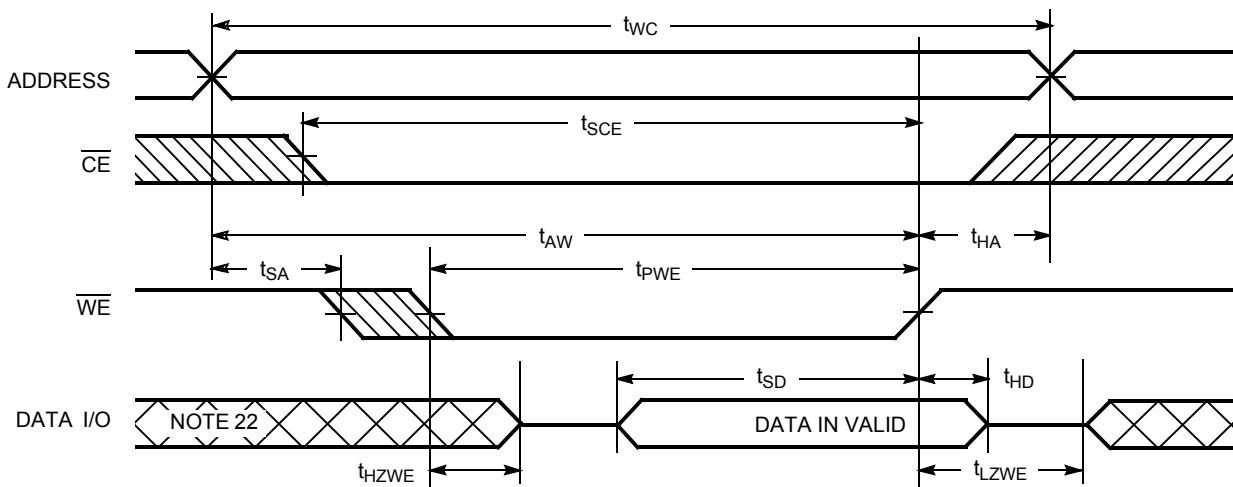 tWC
ADDRESS
tSCE
CE
tAW
tHA
tSA
tPWE
WE
tSD
tHD
DATA I/O
NOTE 22
DATA IN VALID
tHZWE
tLZWE